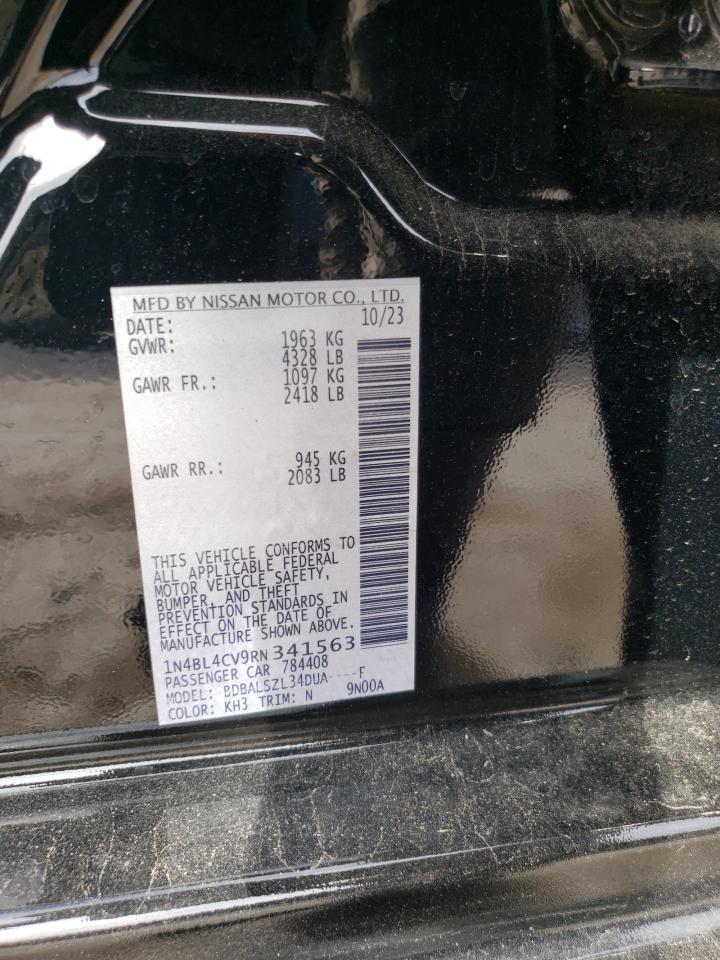 MFD BY NISSAN MOTOR CO., LTD.
DATE: 10/23
GVWR: 1963 KG
4328 LB
GAWR FR.: 1097 KG
2418 LB
GAWR RR.: 945 KG
2083 LB
THIS VEHICLE CONFORMS TO
ALL APPLICABLE FEDERAL
MOTOR VEHICLE SAFETY,
BUMPER, AND THEFT
PREVENTION STANDARDS IN
EFFECT ON THE DATE OF
MANUFACTURE SHOWN ABOVE.
1N4BL4CV9RN341563
PASSENGER CAR 784408
MODEL: BDBALSZL34DUA----F
COLOR: KH3 TRIM: N 9N00A